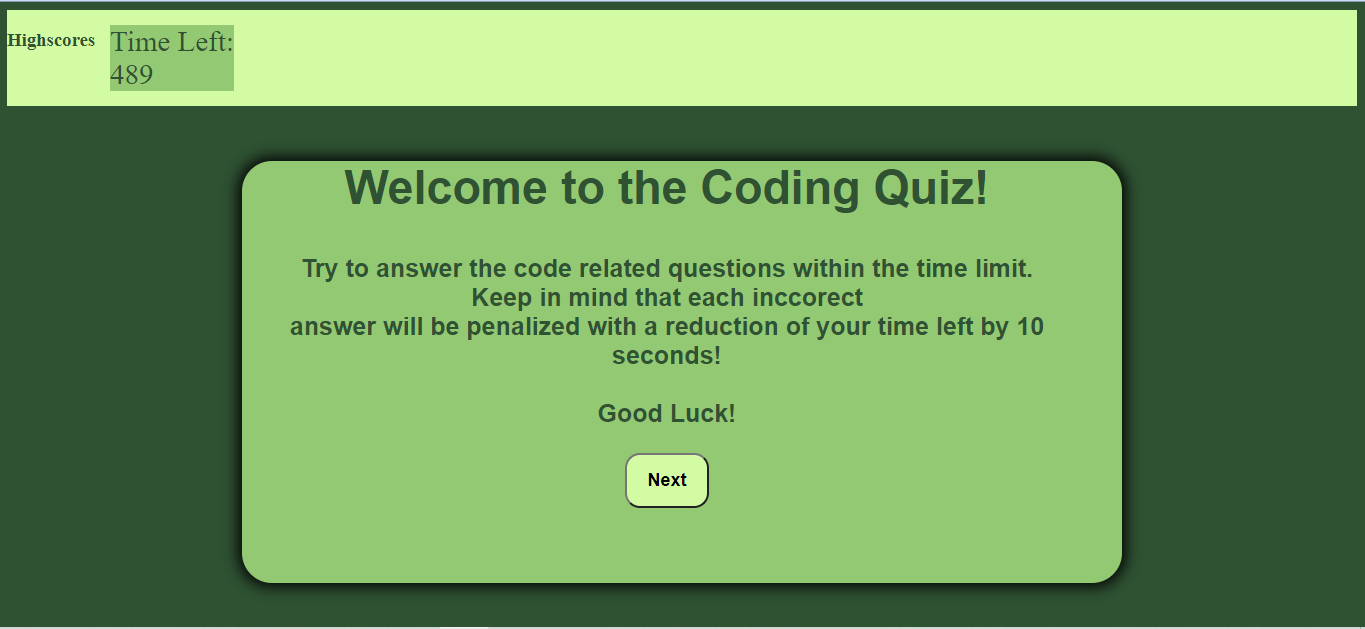 Highscores
Time Left:
489
Welcome to the Coding Quiz!
Try to answer the code related questions within the time limit.
Keep in mind that each inccorect
answer will be penalized with a reduction of your time left by 10
seconds!
Good Luck!
Next